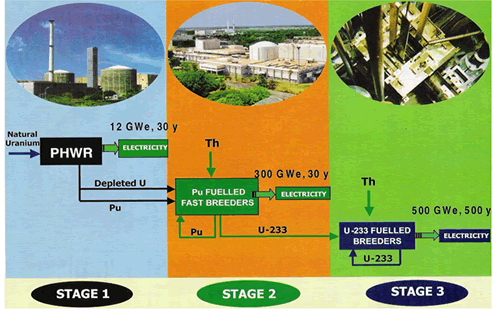 Natural
Uranium
PHWR
12 GWe, 30 y
ELECTRICITY
Depleted U
Pu
Th
300 GWe, 30 y
Pu FUELLED
FAST BREEDERS
ELECTRICITY
Pu
U-233
Th
500 GWe, 500 y
U-233 FUELLED
BREEDERS
ELECTRICITY
U-233
STAGE 1
STAGE 2
STAGE 3